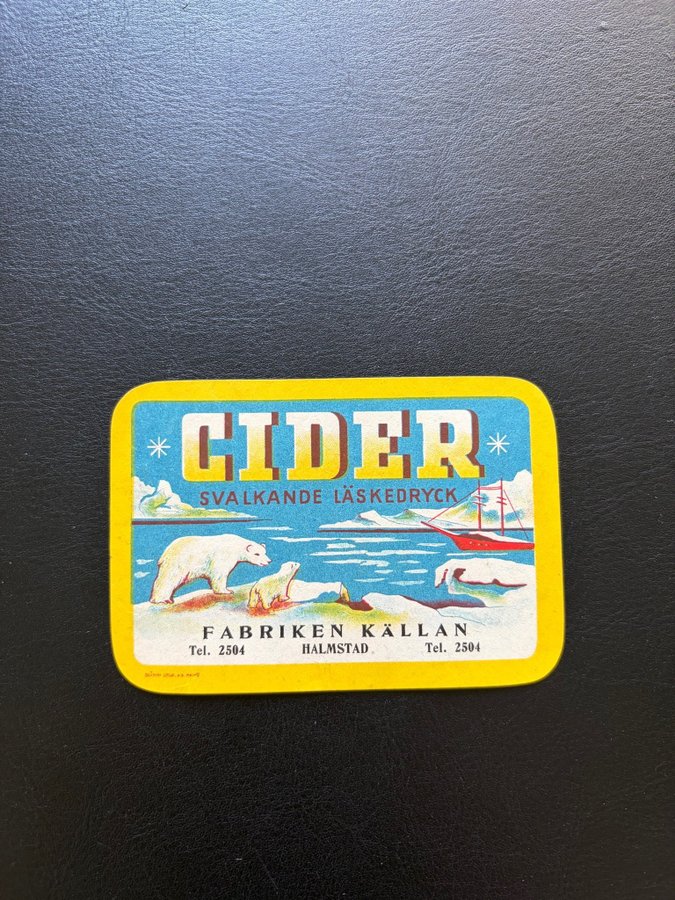 CIDER
SVALKANDE LÄSKEDRYCK
FABRIKEN KÄLLAN
Tel. 2504 HALMSTAD Tel. 2504